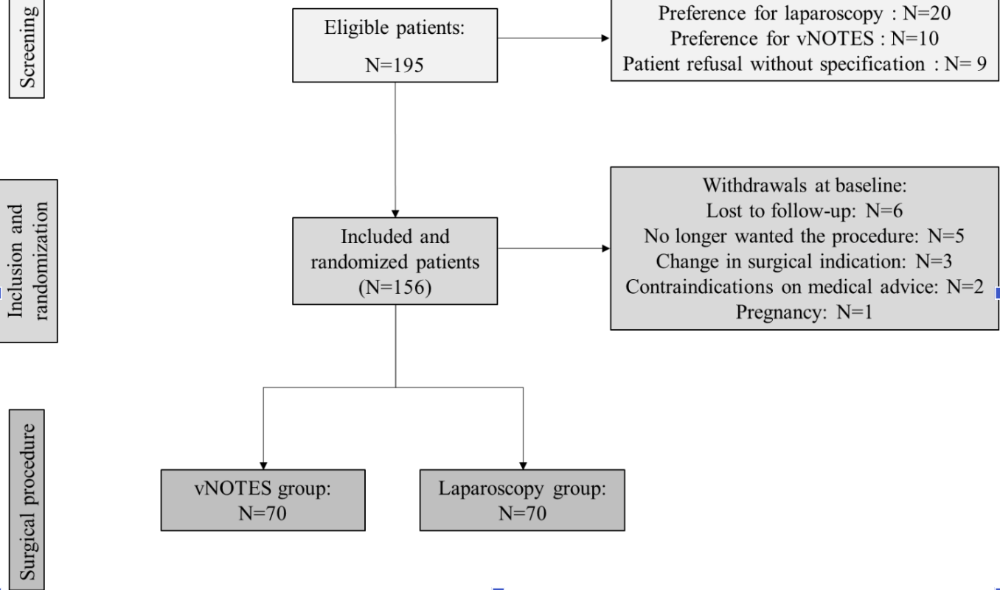 Screening
Eligible patients:
N=195
Preference for laparoscopy : N=20
Preference for vNOTES : N=10
Patient refusal without specification : N= 9
Inclusion and
randomization
Included and
randomized patients
(N=156)
Withdrawals at baseline:
Lost to follow-up: N=6
No longer wanted the procedure: N=5
Change in surgical indication: N=3
Contraindications on medical advice: N=2
Pregnancy: N=1
Surgical procedure
vNOTES group:
N=70
Laparoscopy group:
N=70